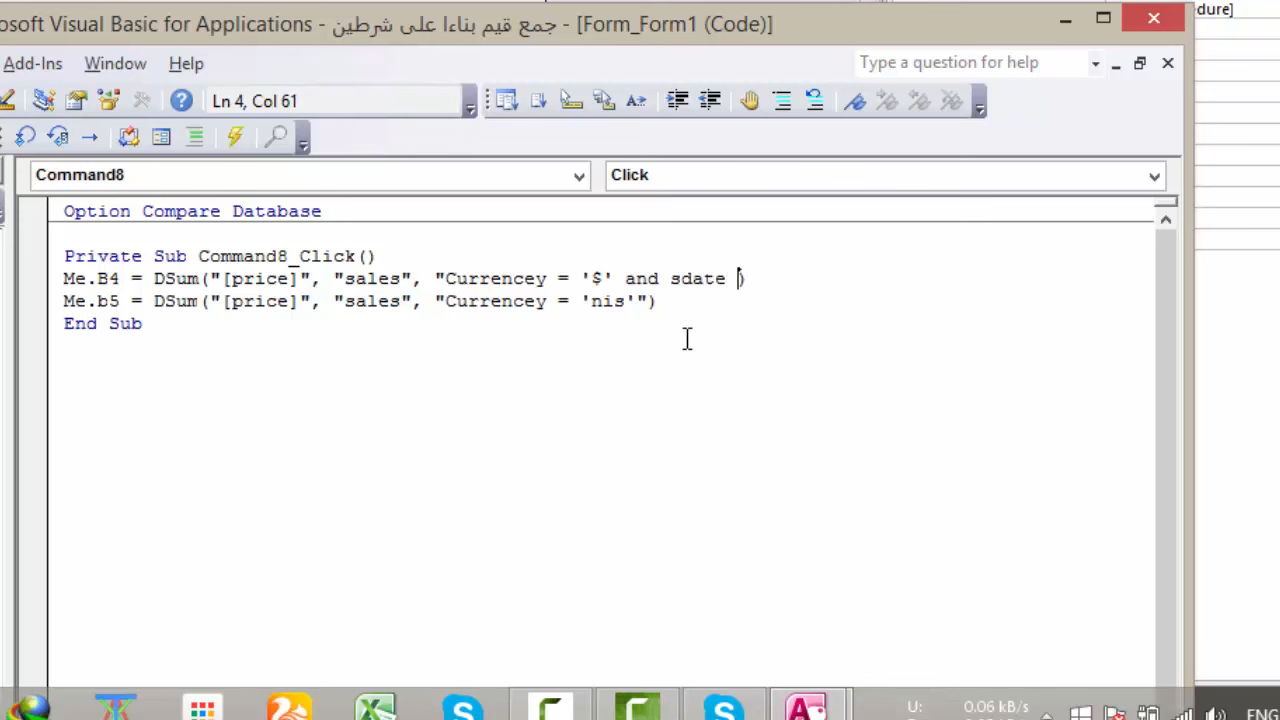 osoft Visual Basic for Applications - جمع قيم بناءا على شرطين - [Form_Form1 (Code)]
dure]
Add-Ins Window Help
Type a question for help
Ln 4, Col 61
Command8 Click
Option Compare Database
Private Sub Command8_Click()
Me.B4 = DSum("[price]", "sales", "Currencey = '$' and sdate )
Me.b5 = DSum("[price]", "sales", "Currencey = 'nis'")
End Sub
U: 0.06 kB/s
ENG